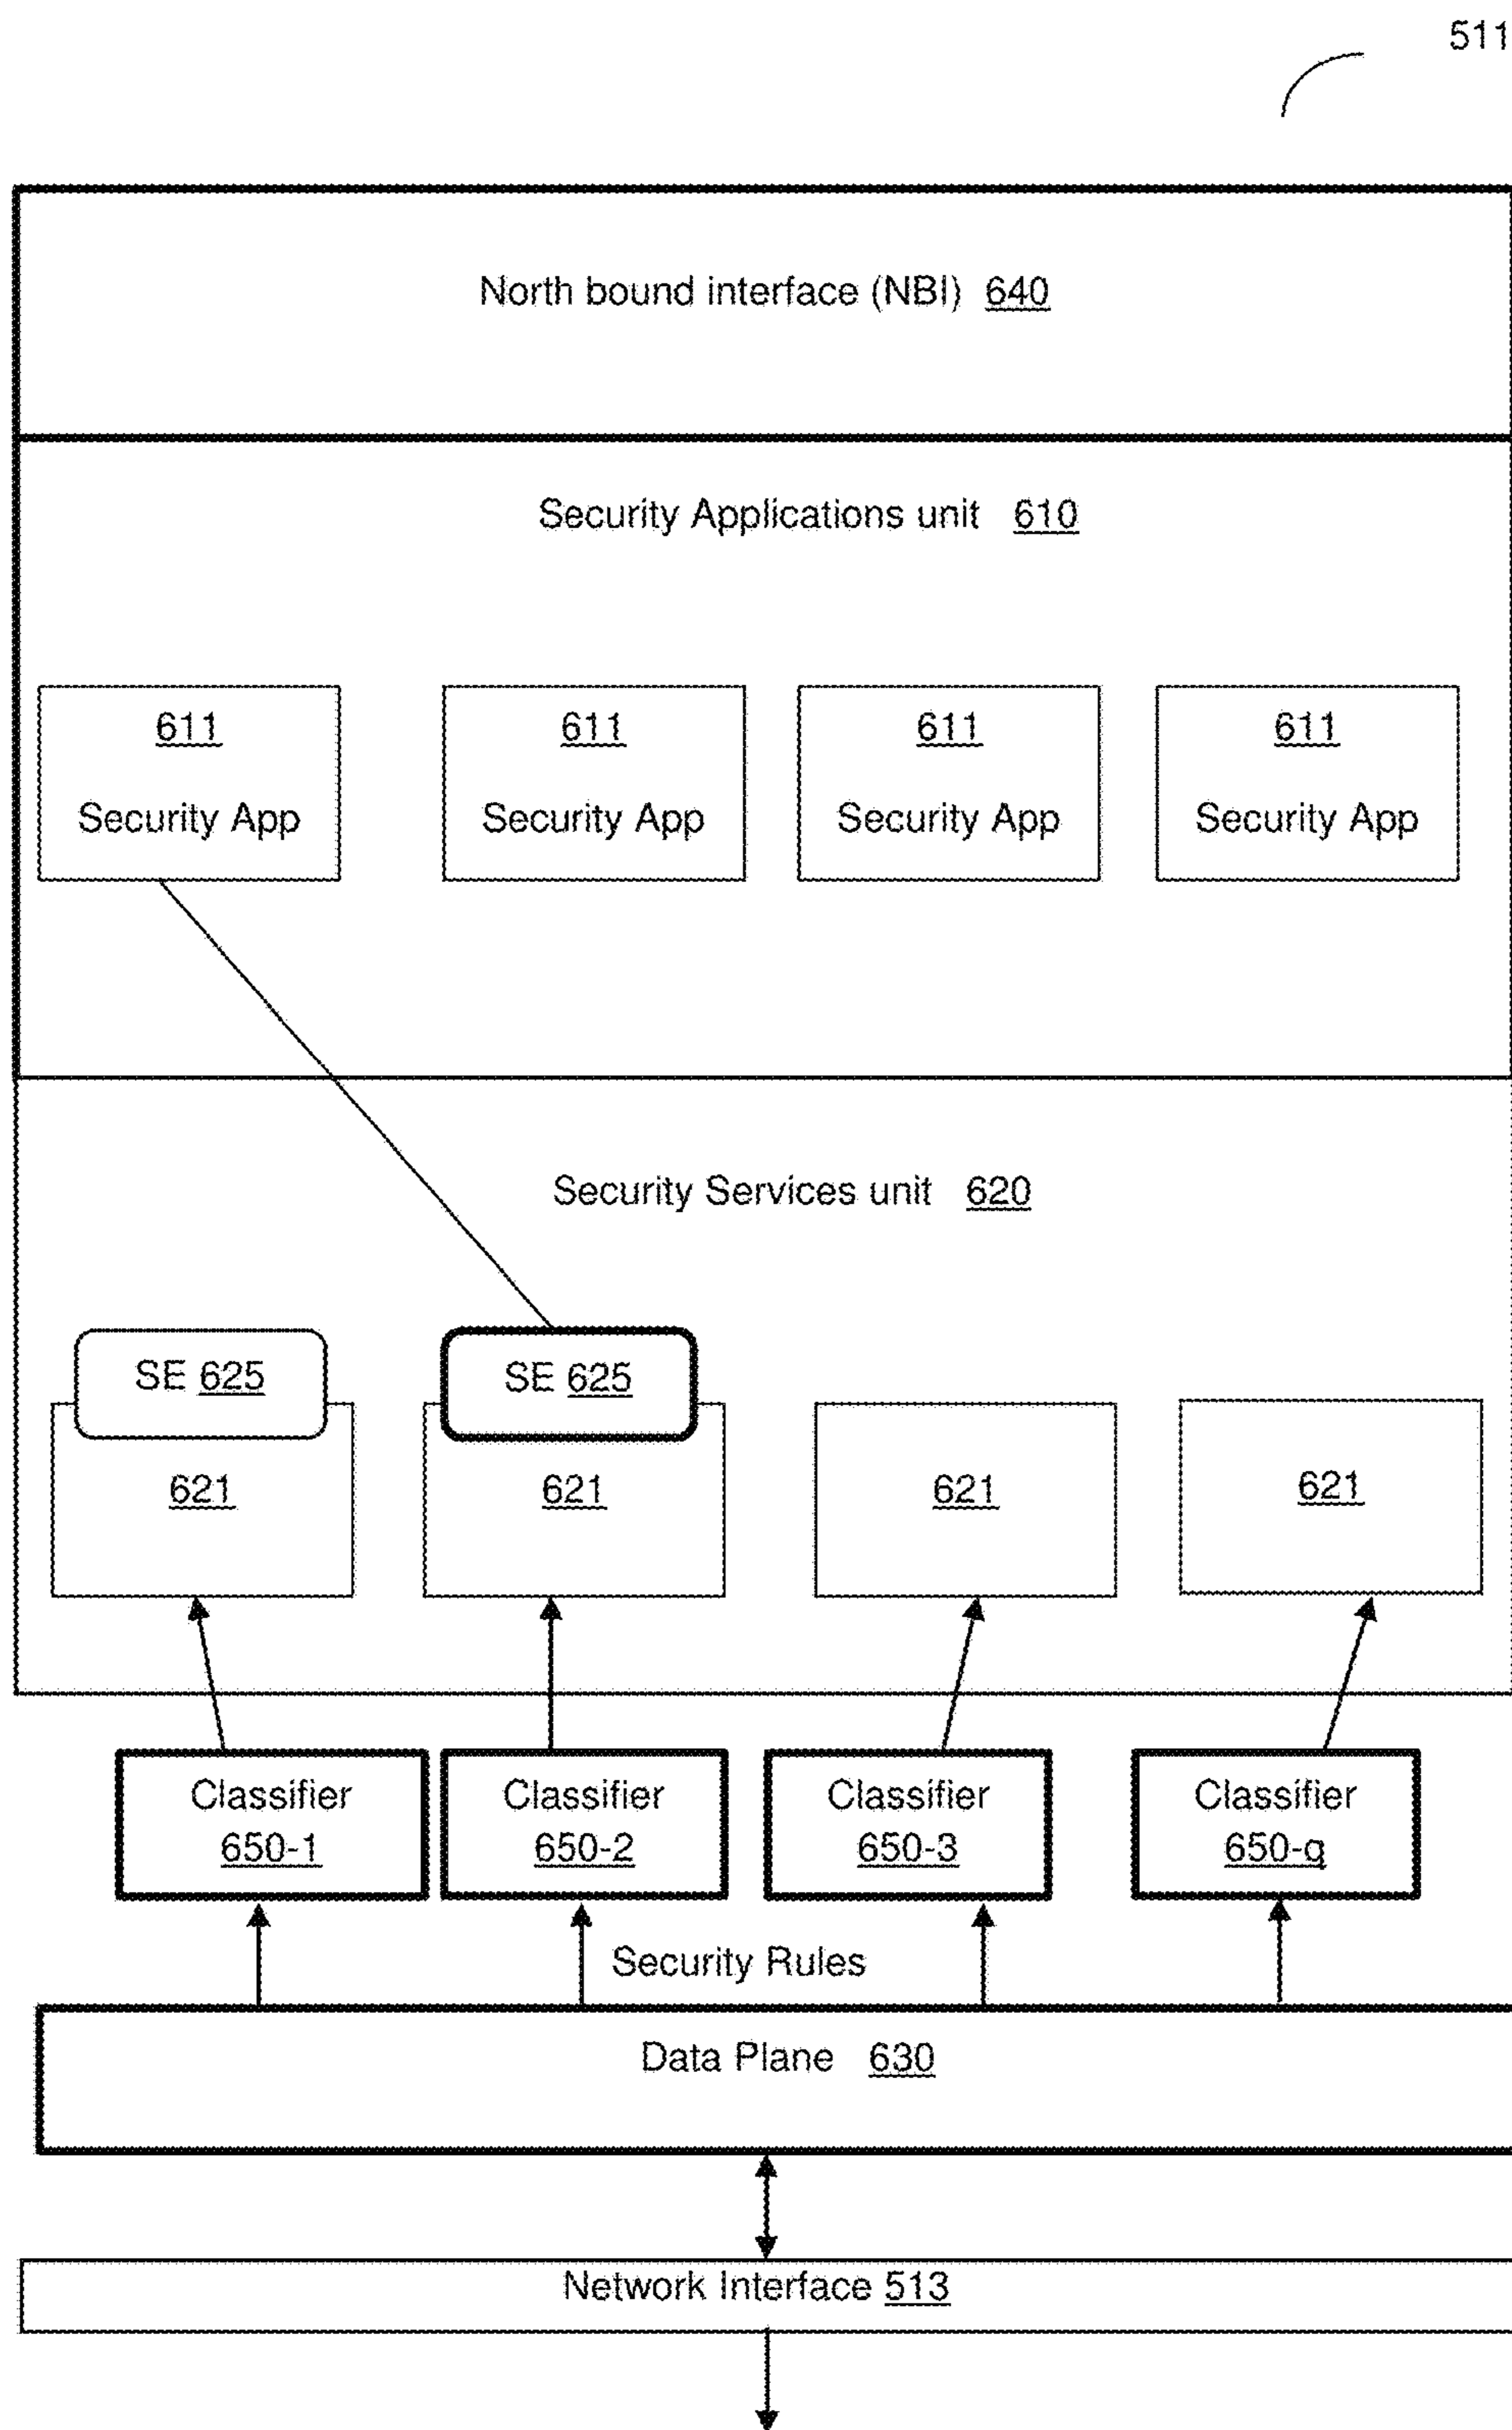 511
North bound interface (NBI) 640
Security Applications unit 610
611 611 611 611
Security App Security App Security App Security App
Security Services unit 620
SE 625 SE 625
621 621 621 621
Classifier Classifier Classifier Classifier
650-1 650-2 650-3 650-q
Security Rules
Data Plane 630
Network Interface 513